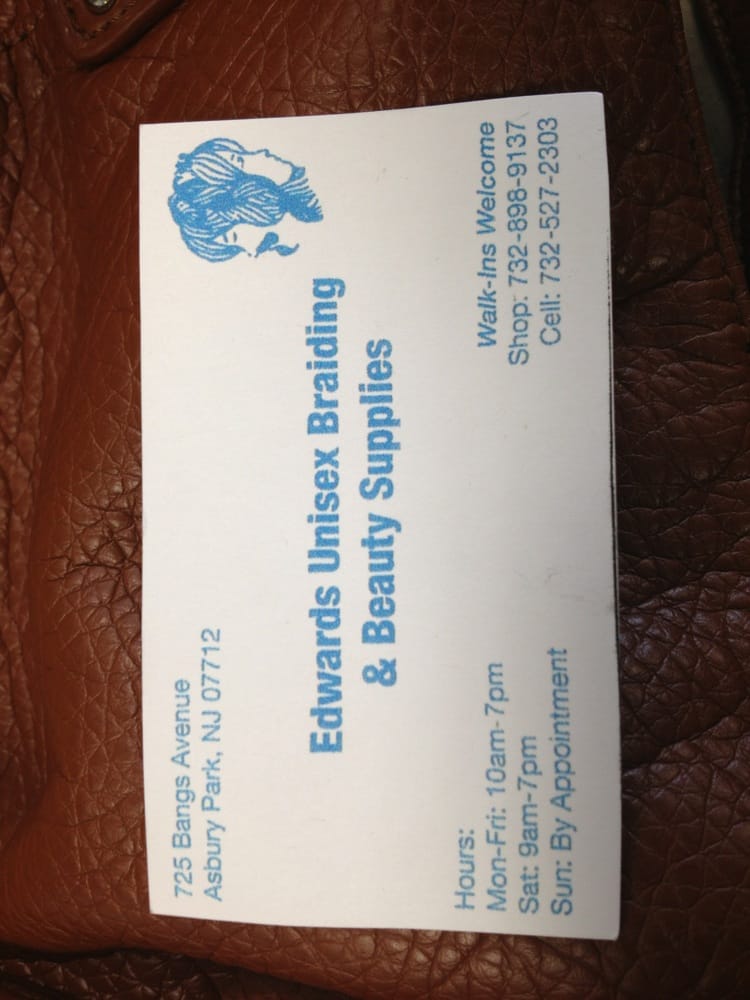 725 Bangs Avenue
Asbury Park, NJ 07712
Edwards Unisex Braiding
& Beauty Supplies
Hours:
Mon-Fri: 10am-7pm
Sat: 9am-7pm
Sun: By Appointment
Walk-Ins Welcome
Shop: 732-898-9137
Cell: 732-527-2303